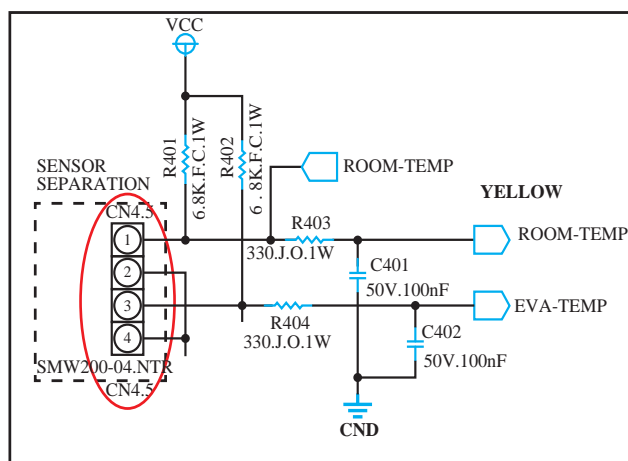 VCC
R401
6.8K.F.C.1W
R402
6 . 8K.F.C.1W
SENSOR
SEPARATION
ROOM-TEMP
YELLOW
CN4.5
1
R403
ROOM-TEMP
330.J.O.1W
2
C401
50V.100nF
3
EVA-TEMP
R404
330.J.O.1W
C402
4
50V.100nF
SMW200-04.NTR
CN4.5
CND